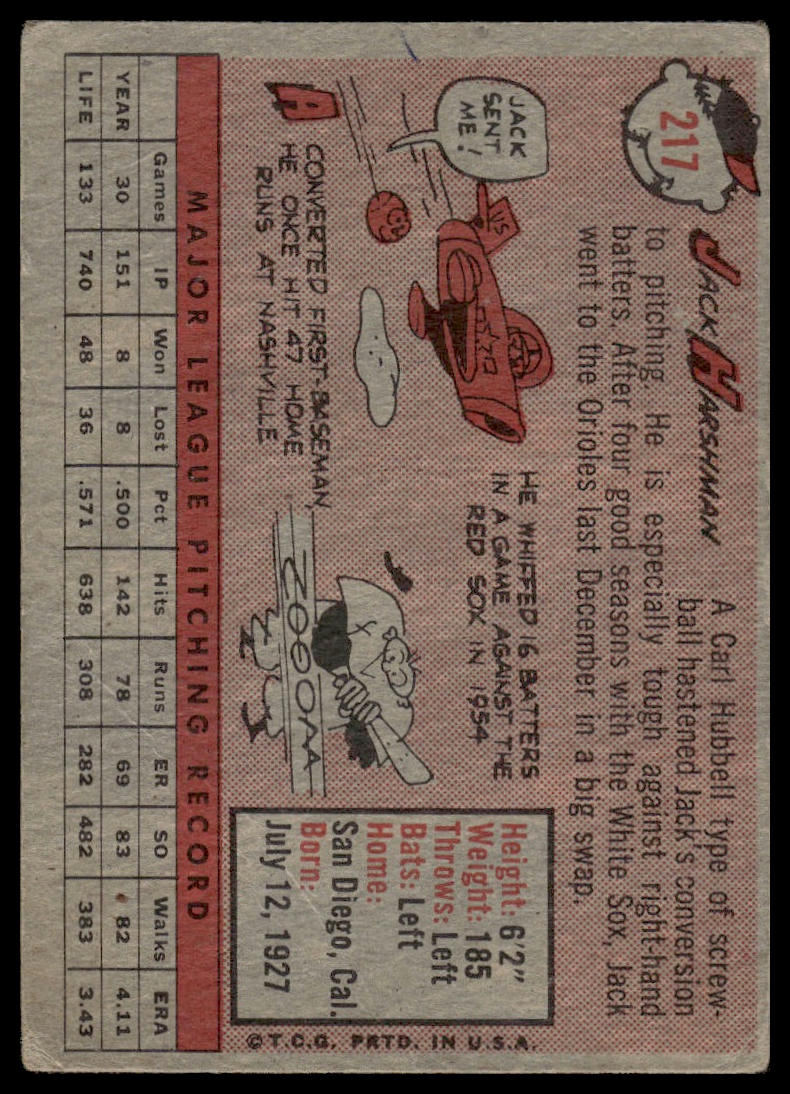 217
JACK HARSHMAN
A Carl Hubbell type of screw-
ball hastened Jack's conversion
to pitching. He is especially tough against right-hand
batters. After four good seasons with the White Sox, Jack
went to the Orioles last December in a big swap.
JACK
SENT
ME!
US
HE WHIFFED 16 BATTERS
IN A GAME AGAINST THE
RED SOX IN 1954
A
CONVERTED FIRST-BASEMAN,
HE ONCE HIT 47 HOME
RUNS AT NASHVILLE
ZOOOM
Height: 6'2"
Weight: 185
Throws: Left
Bats: Left
Home:
San Diego, Cal.
Born:
July 12, 1927
©T.C.G. PRTD. IN U.S.A.
MAJOR LEAGUE PITCHING RECORD
Games IP Won Lost Pct Hits Runs ER SO Walks ERA
YEAR 30 151 8 8 .500 142 78 69 83 82 4.11
LIFE 133 740 48 36 .571 638 308 282 482 383 3.43